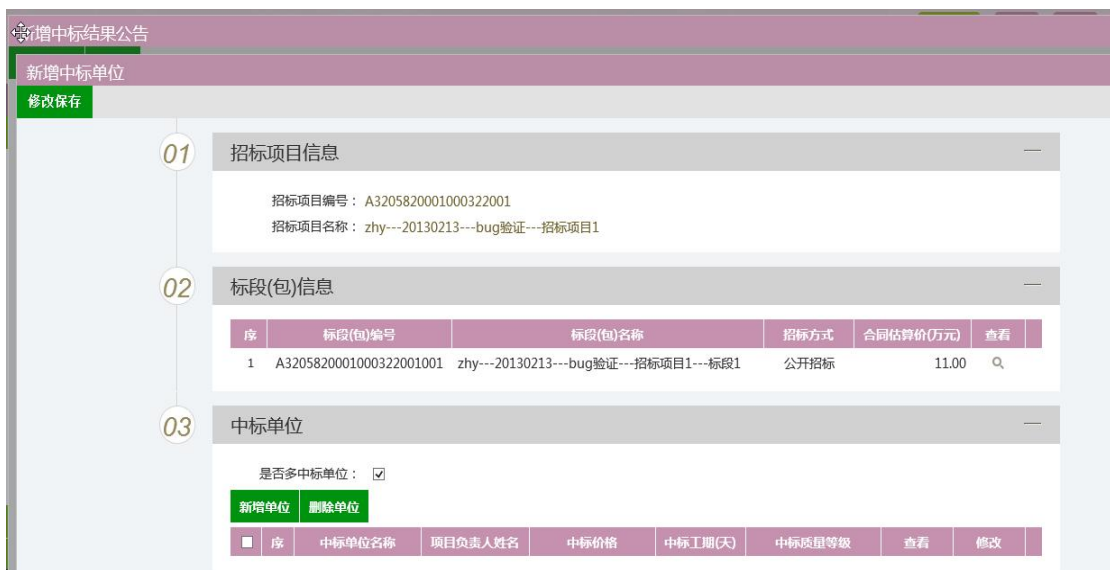 新增中标结果公告
新增中标单位
修改保存
01 招标项目信息
招标项目编号： A3205820001000322001
招标项目名称： zhy---20130213---bug验证---招标项目1
02 标段(包)信息
序 标段(包)编号 标段(包)名称 招标方式 合同估算价(万元) 查看
1 A3205820001000322001001 zhy---20130213---bug验证---招标项目1---标段1 公开招标 11.00
03 中标单位
是否多中标单位：
新增单位 删除单位
序 中标单位名称 项目负责人姓名 中标价格 中标工期(天) 中标质量等级 查看 修改